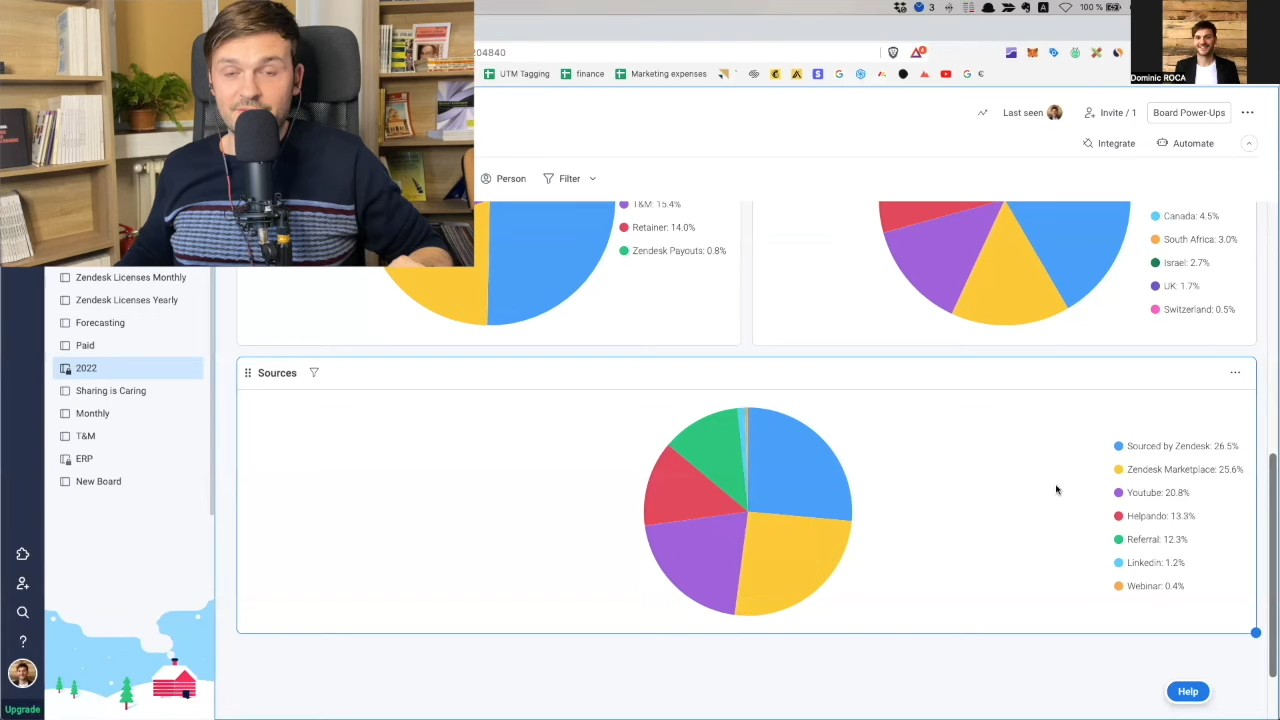 204840
A
3
100 %
UTM Tagging
finance
Marketing expenses
G
G €
Dominic ROCA
Last seen
Invite / 1
Board Power-Ups
Integrate
Automate
Person
Filter
T&M: 15.4%
Retainer: 14.0%
Zendesk Payouts: 0.8%
Canada: 4.5%
South Africa: 3.0%
Israel: 2.7%
UK: 1.7%
Switzerland: 0.5%
Zendesk Licenses Monthly
Zendesk Licenses Yearly
Forecasting
Paid
2022
Sharing is Caring
Monthly
T&M
ERP
New Board
Sources
Sourced by Zendesk: 26.5%
Zendesk Marketplace: 25.6%
Youtube: 20.8%
Helpando: 13.3%
Referral: 12.3%
Linkedin: 1.2%
Webinar: 0.4%
Upgrade
Help